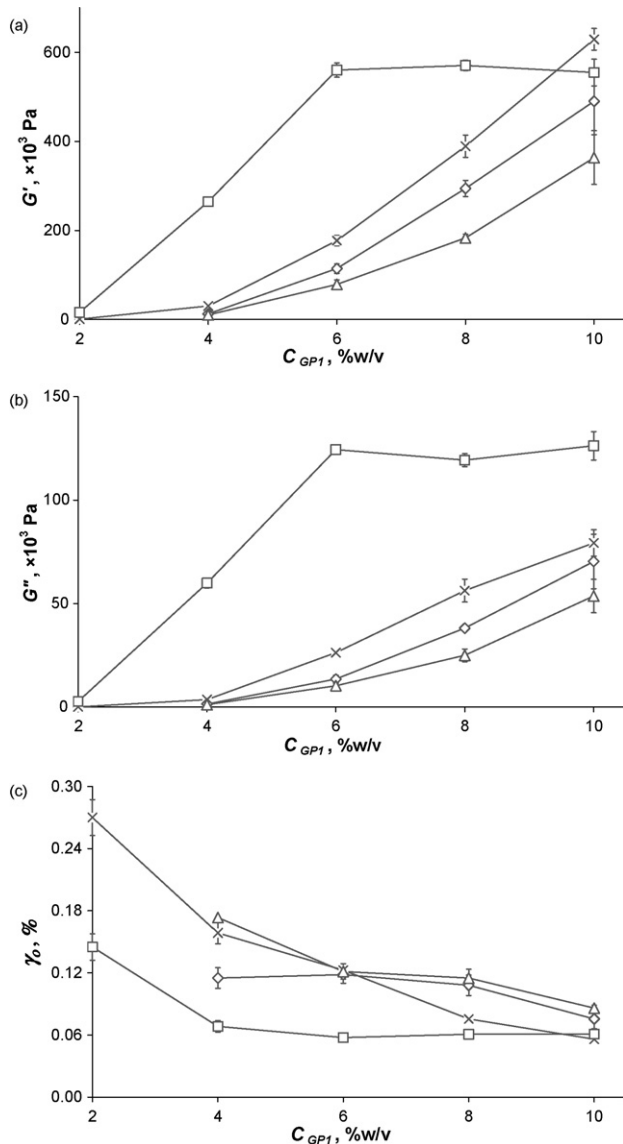 (a)
600
400
200
0
G', ×10³ Pa
2 4 6 8 10
C GP1, %w/v
(b)
150
100
50
0
G", ×10³ Pa
2 4 6 8 10
C GP1, %w/v
(c)
0.30
0.24
0.18
0.12
0.06
0.00
γo, %
2 4 6 8 10
C GP1, %w/v